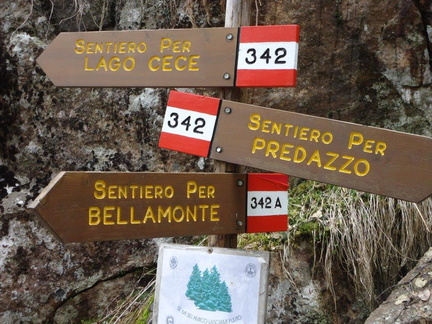 SENTIERO PER
LAGO CECE
342
342
SENTIERO PER
PREDAZZO
SENTIERO PER
BELLAMONTE
342 A